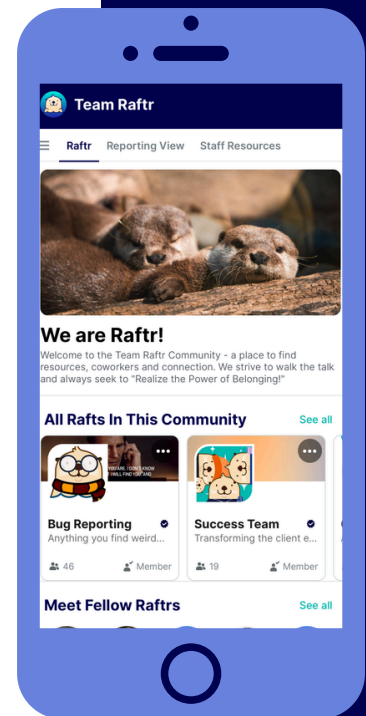 Team Raftr
Raftr Reporting View Staff Resources
We are Raftr!
Welcome to the Team Raftr Community - a place to find
resources, coworkers and connection. We strive to walk the talk
and always seek to "Realize the Power of Belonging!"
All Rafts In This Community See all
Bug Reporting
Anything you find weird...
46 Member
Success Team
Transforming the client e...
19 Member
Meet Fellow Raftrs See all